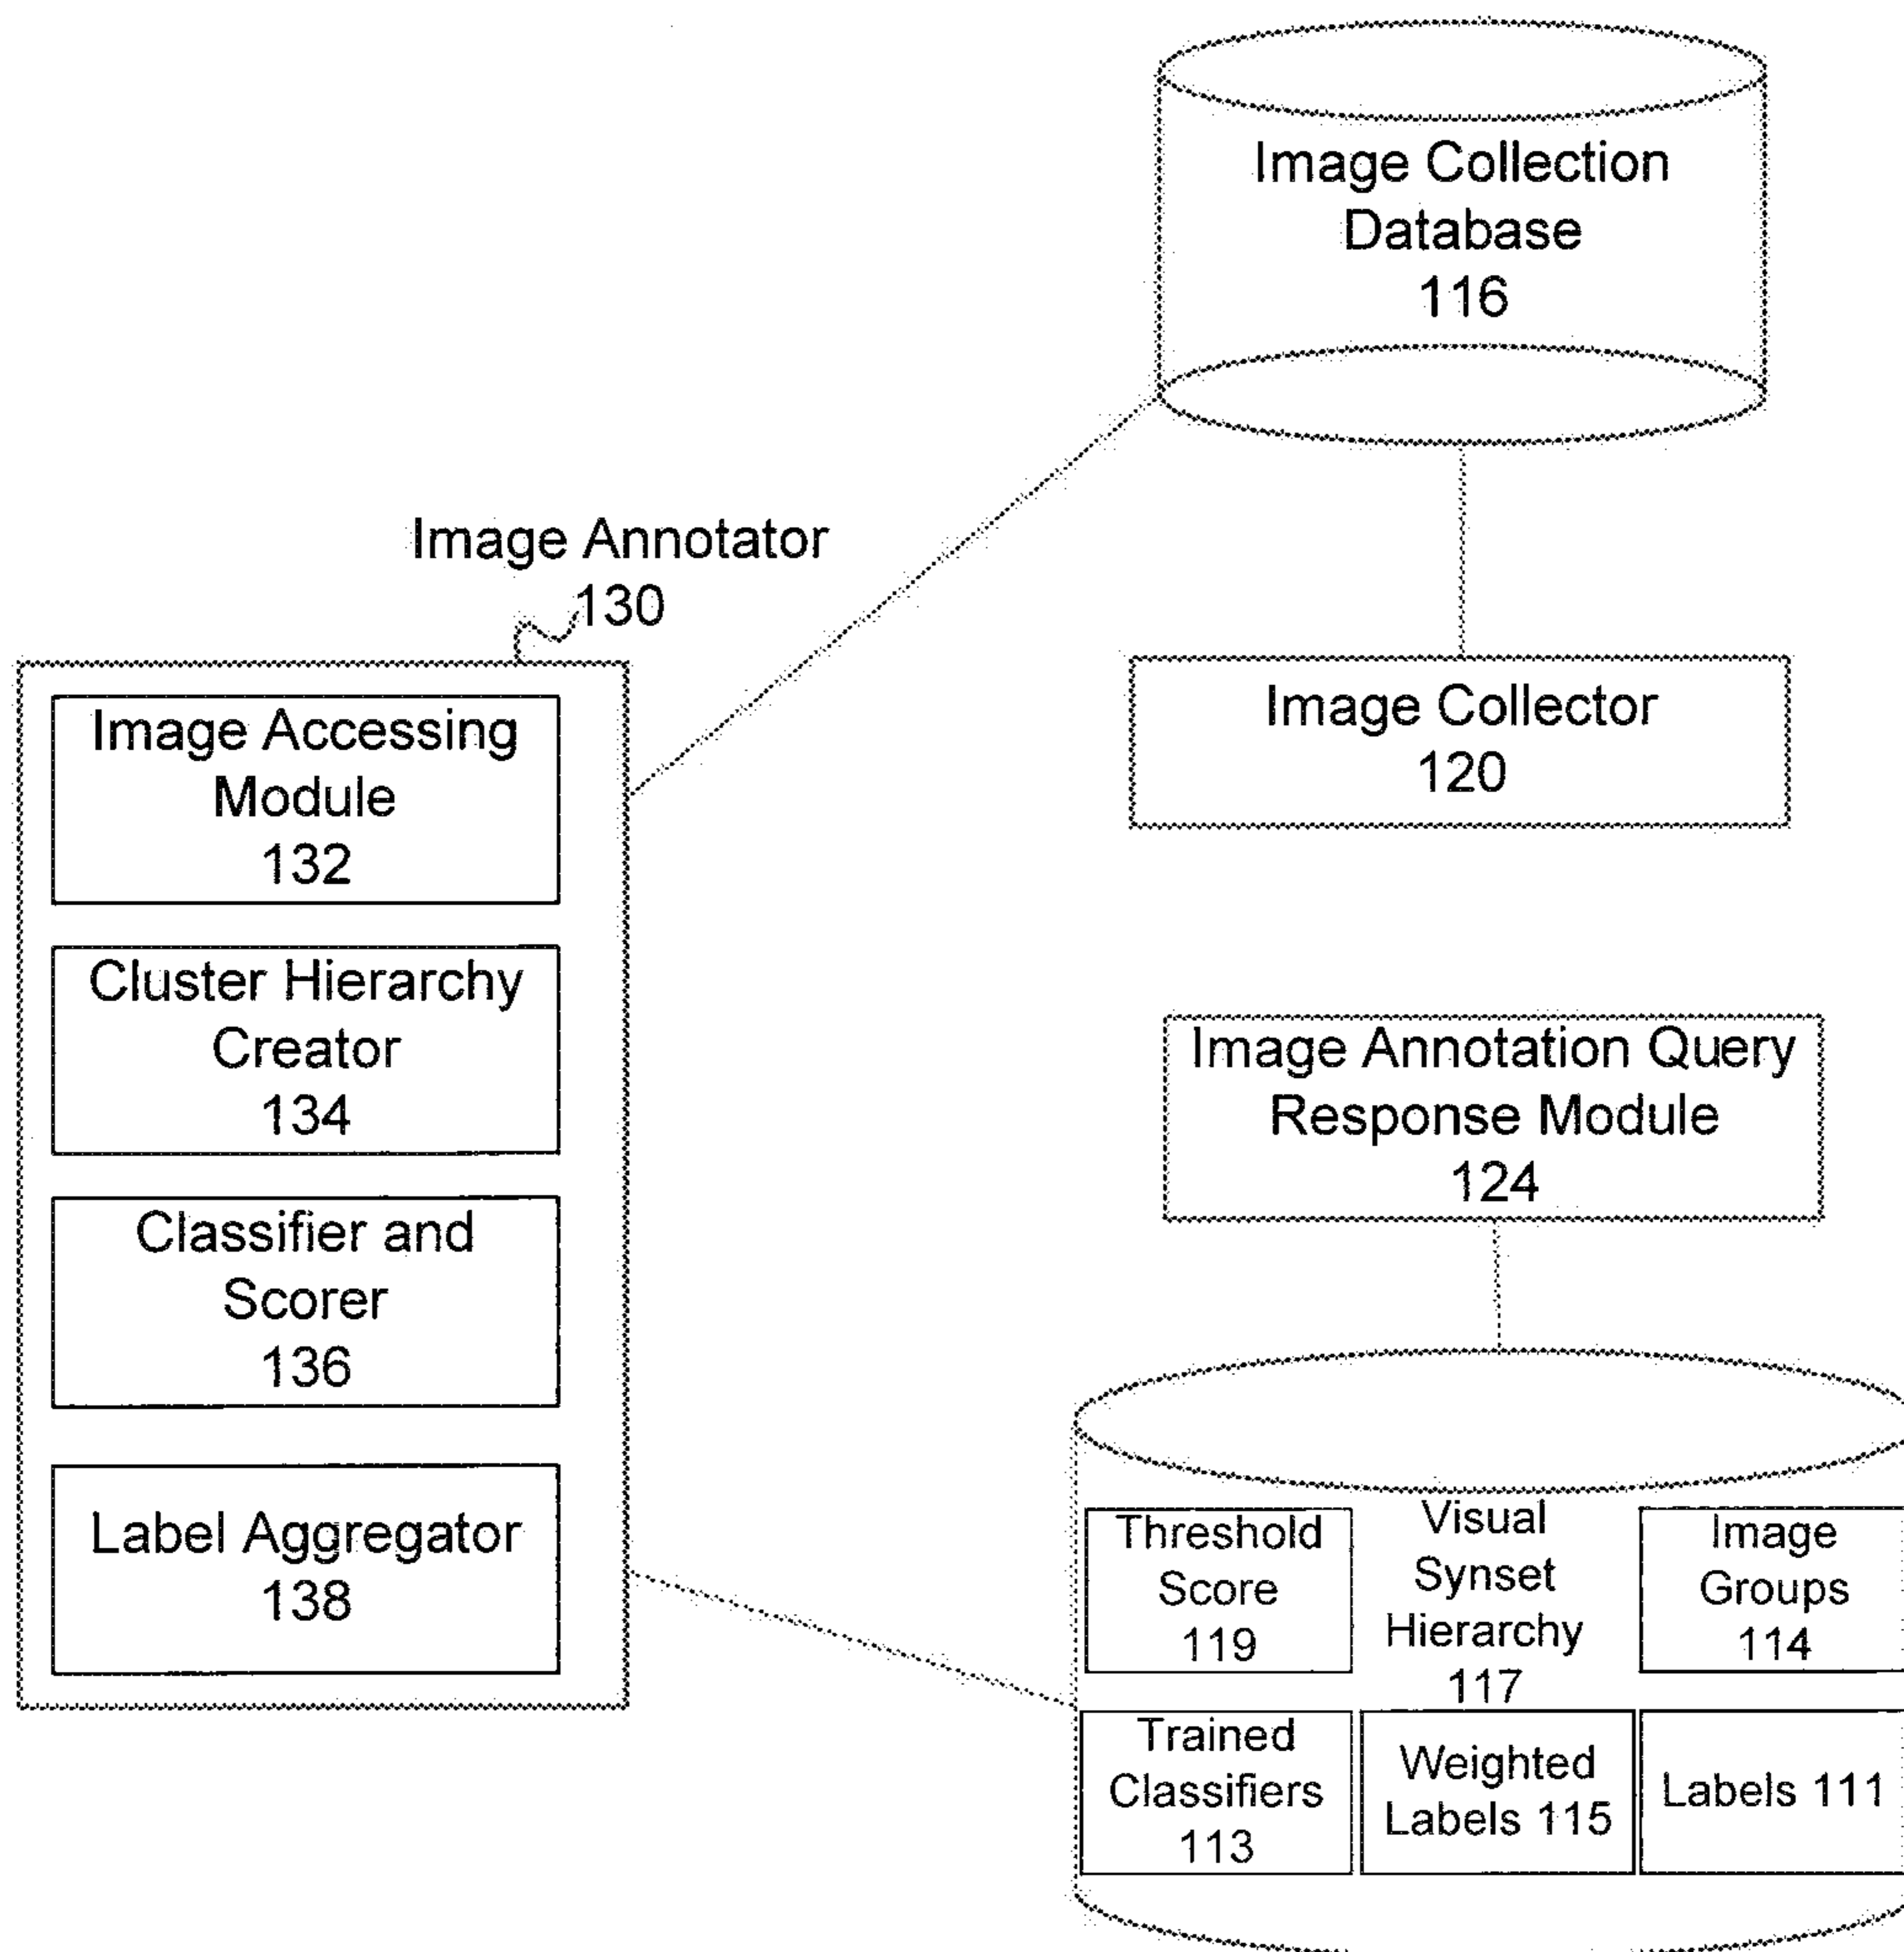 Image Collection
Database
116
Image Annotator
130
Image Collector
120
Image Accessing
Module
132
Cluster Hierarchy
Creator
134
Image Annotation Query
Response Module
124
Classifier and
Scorer
136
Label Aggregator
138
Threshold
Score
119
Visual
Synset
Hierarchy
117
Image
Groups
114
Trained
Classifiers
113
Weighted
Labels 115
Labels 111